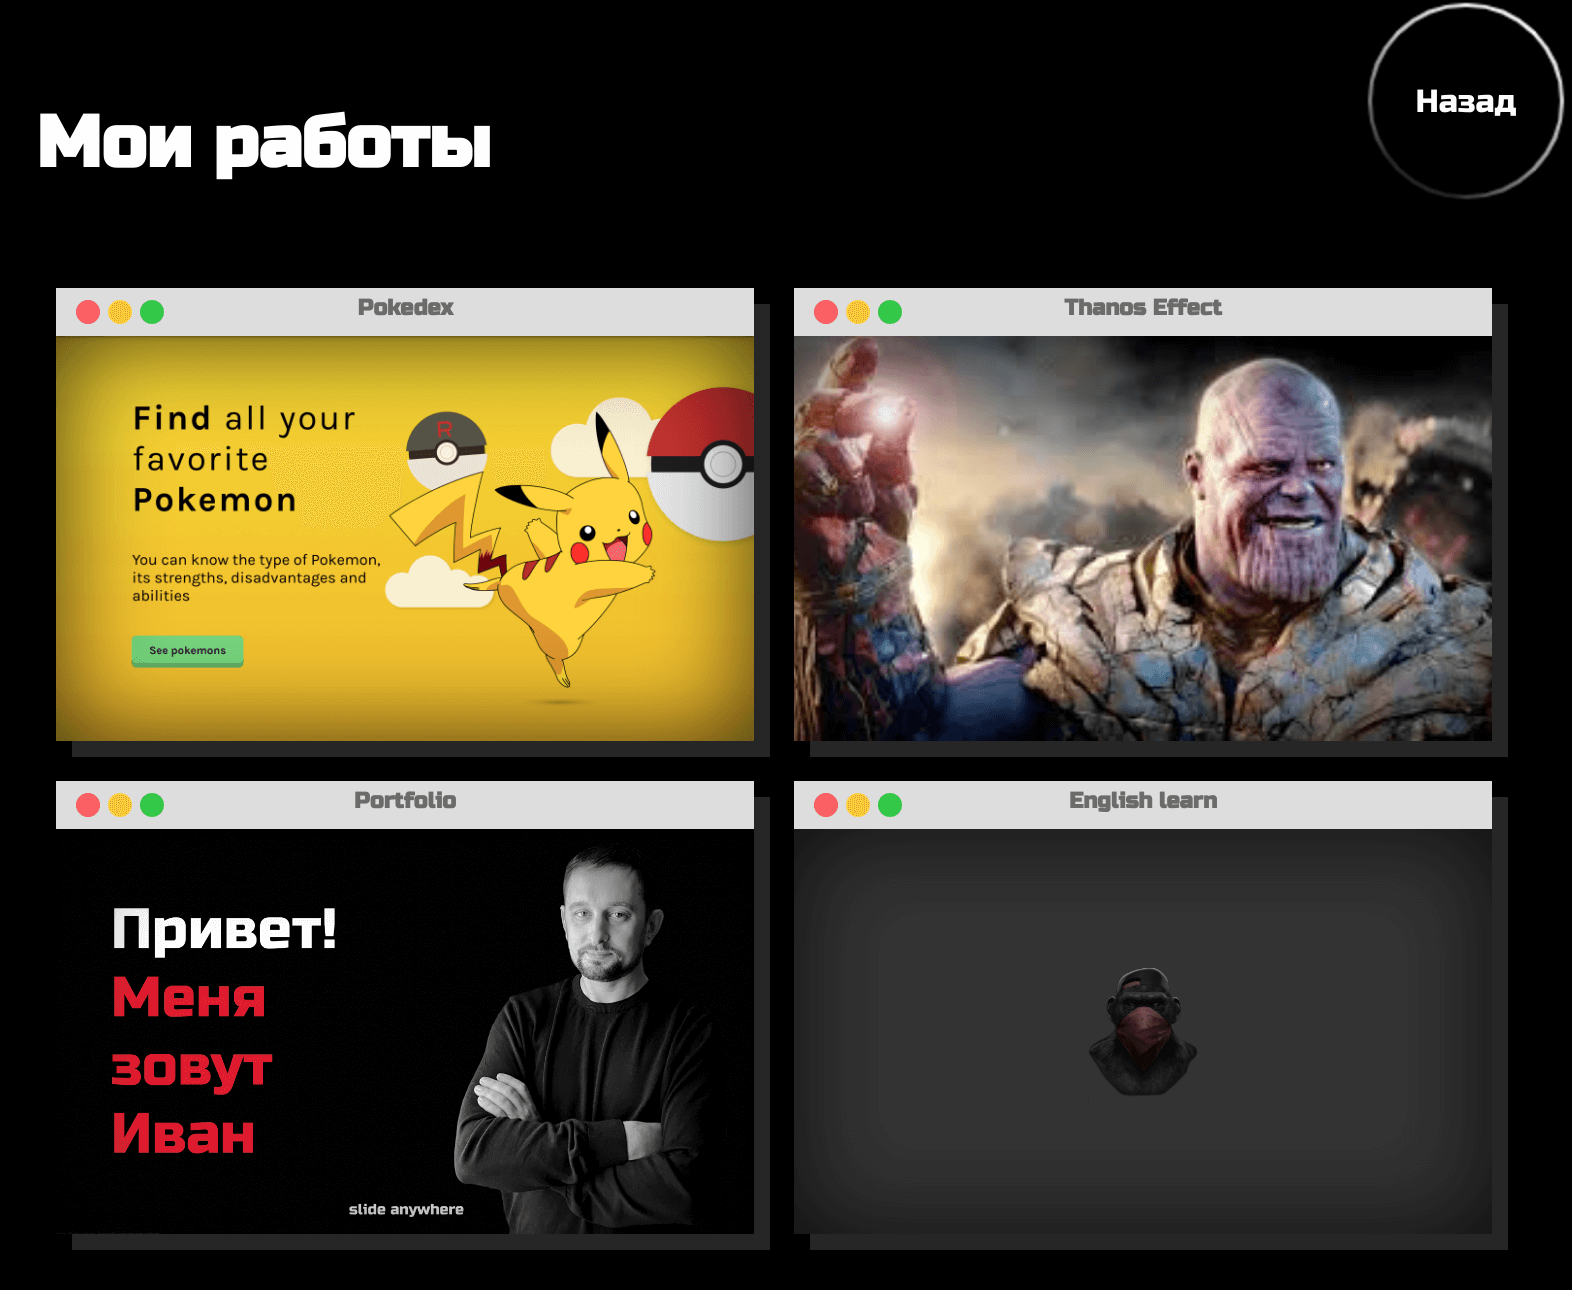 Назад
Мои работы
Pokedex
Find all your
favorite
Pokemon
You can know the type of Pokemon,
its strengths, disadvantages and
abilities
See pokemons
R
Thanos Effect
Portfolio
Привет!
Меня
зовут
Иван
slide anywhere
English learn